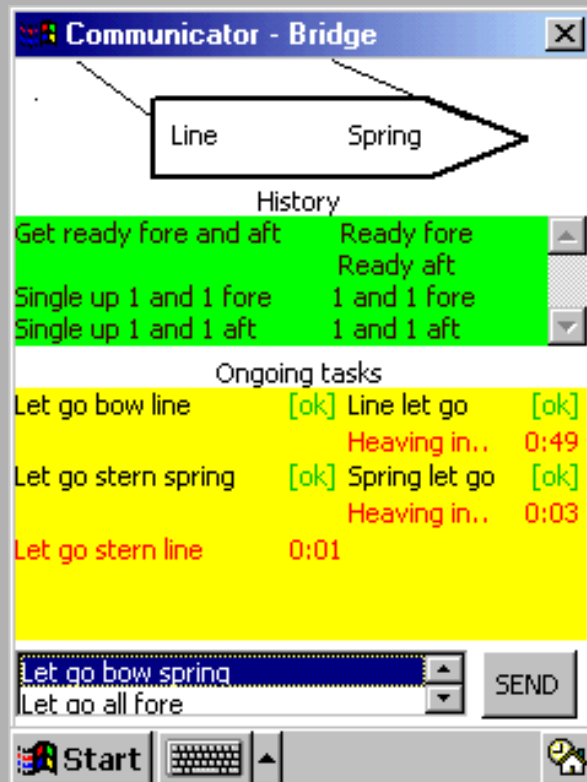 Communicator - Bridge
Line Spring
History
Get ready fore and aft Ready fore
Ready aft
Single up 1 and 1 fore 1 and 1 fore
Single up 1 and 1 aft 1 and 1 aft
Ongoing tasks
Let go bow line [ok] Line let go [ok]
Heaving in.. 0:49
Let go stern spring [ok] Spring let go [ok]
Heaving in.. 0:03
Let go stern line 0:01
Let go bow spring
Let go all fore
SEND
Start